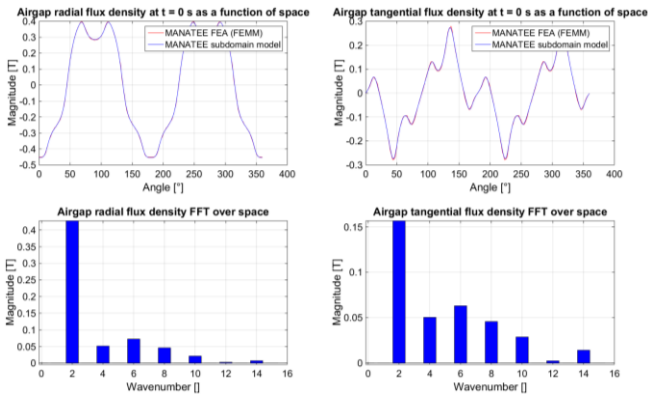 Airgap radial flux density at t = 0 s as a function of space
MANATEE FEA (FEMM)
MANATEE subdomain model
Magnitude [T]
0.4
0.3
0.2
0.1
0
-0.1
-0.2
-0.3
-0.4
-0.5
0 50 100 150 200 250 300 350 400
Angle [°]
Airgap tangential flux density at t = 0 s as a function of space
MANATEE FEA (FEMM)
MANATEE subdomain model
Magnitude [T]
0.3
0.2
0.1
0
-0.1
-0.2
-0.3
0 50 100 150 200 250 300 350 400
Angle [°]
Airgap radial flux density FFT over space
Magnitude [T]
0.4
0.35
0.3
0.25
0.2
0.15
0.1
0.05
0
0 2 4 6 8 10 12 14 16
Wavenumber []
Airgap tangential flux density FFT over space
Magnitude [T]
0.15
0.1
0.05
0
0 2 4 6 8 10 12 14 16
Wavenumber []